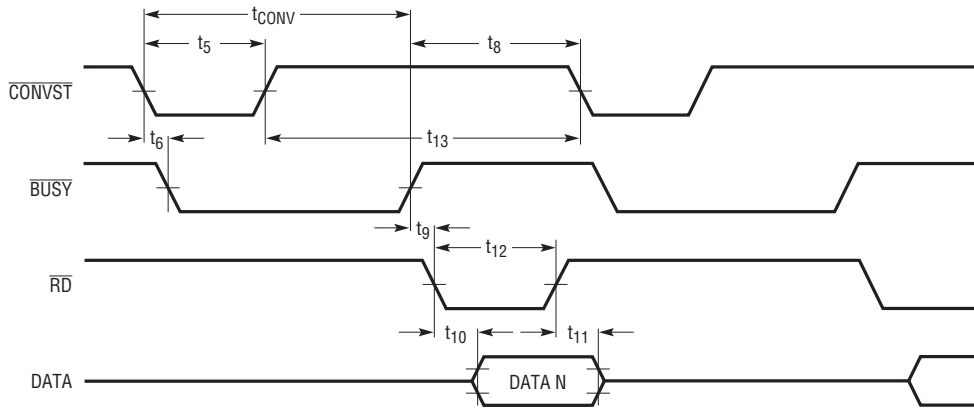 tCONV
t5
t8
CONVST
t6
t13
BUSY
t9
t12
RD
t10
t11
DATA
DATA N